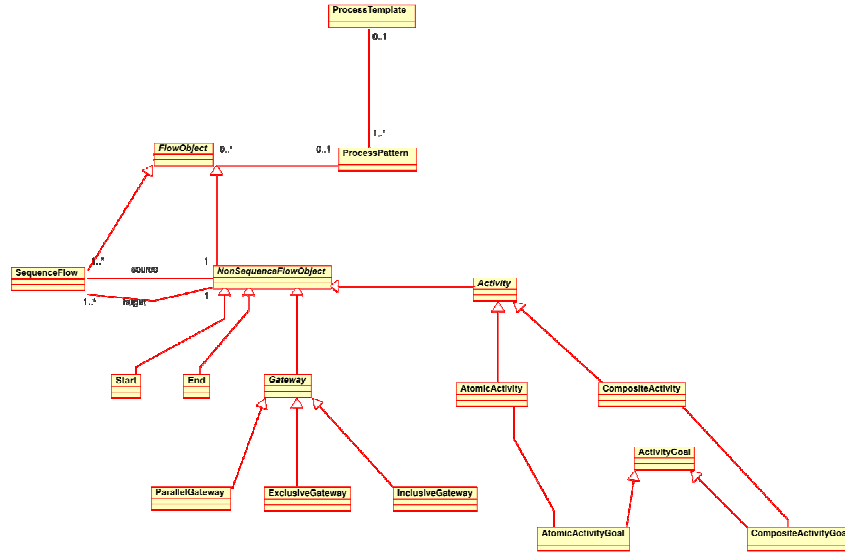 ProcessTemplate
0..1
1..*
FlowObject
0..*
0..1
ProcessPattern
1..*
source
1
SequenceFlow
NonSequenceFlowObject
1..*
1
Activity
Start
End
Gateway
AtomicActivity
CompositeActivity
ActivityGoal
ParallelGateway
ExclusiveGateway
InclusiveGateway
AtomicActivityGoal
CompositeActivityGoal